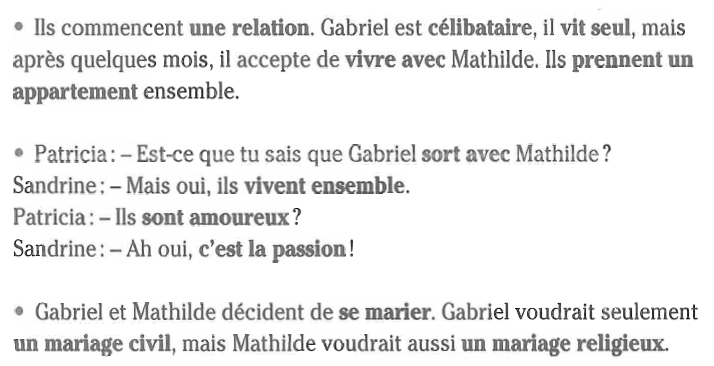 • Ils commencent une relation. Gabriel est célibataire, il vit seul, mais
après quelques mois, il accepte de vivre avec Mathilde. Ils prennent un
appartement ensemble.
• Patricia : – Est-ce que tu sais que Gabriel sort avec Mathilde ?
Sandrine : – Mais oui, ils vivent ensemble.
Patricia : – Ils sont amoureux ?
Sandrine : – Ah oui, c’est la passion !
• Gabriel et Mathilde décident de se marier. Gabriel voudrait seulement
un mariage civil, mais Mathilde voudrait aussi un mariage religieux.